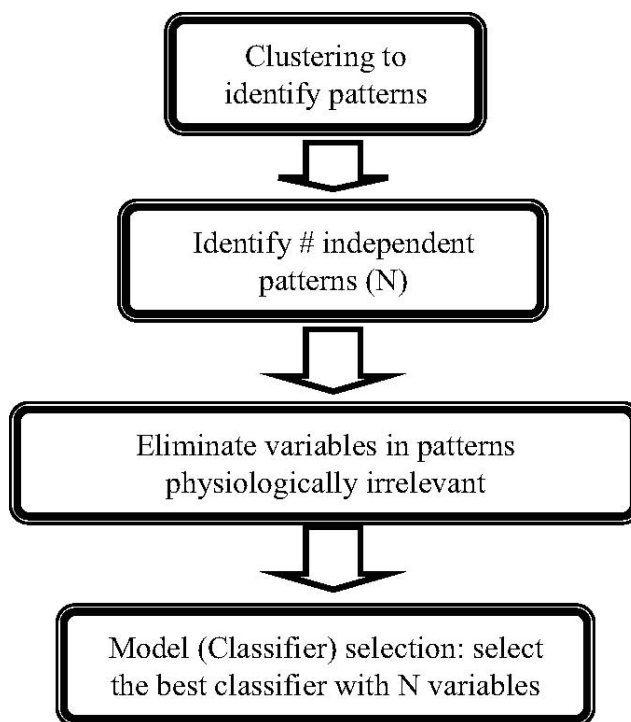 Clustering to
identify patterns
Identify # independent
patterns (N)
Eliminate variables in patterns
physiologically irrelevant
Model (Classifier) selection: select
the best classifier with N variables